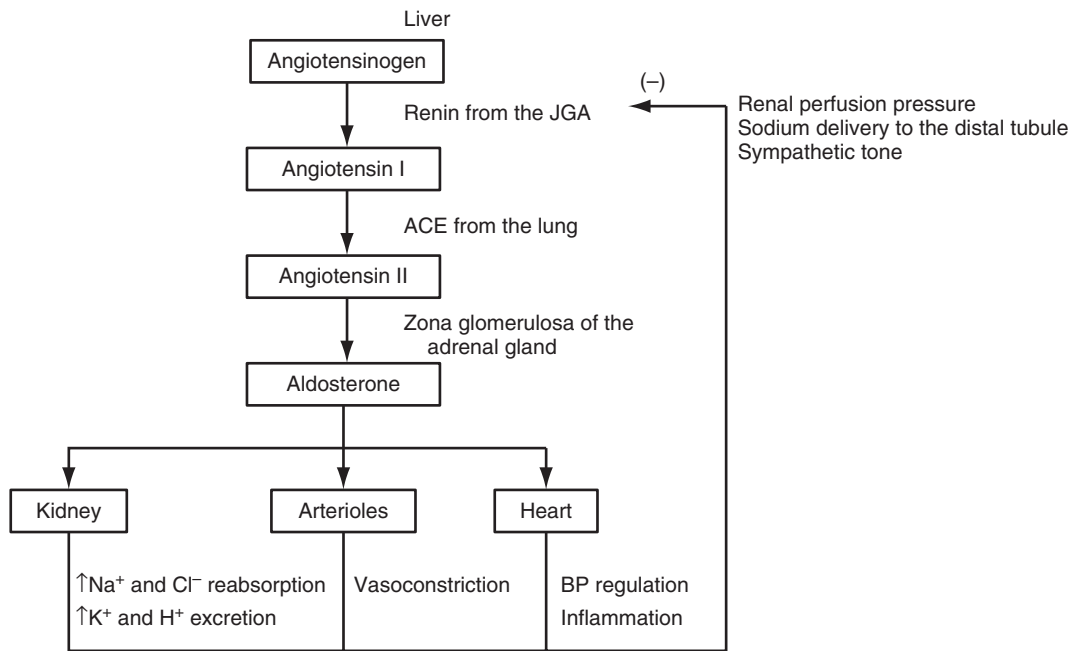 Liver
Angiotensinogen
(–)
Renin from the JGA
Renal perfusion pressure
Sodium delivery to the distal tubule
Sympathetic tone
Angiotensin I
ACE from the lung
Angiotensin II
Zona glomerulosa of the
adrenal gland
Aldosterone
Kidney
Arterioles
Heart
↑Na⁺ and Cl⁻ reabsorption
↑K⁺ and H⁺ excretion
Vasoconstriction
BP regulation
Inflammation